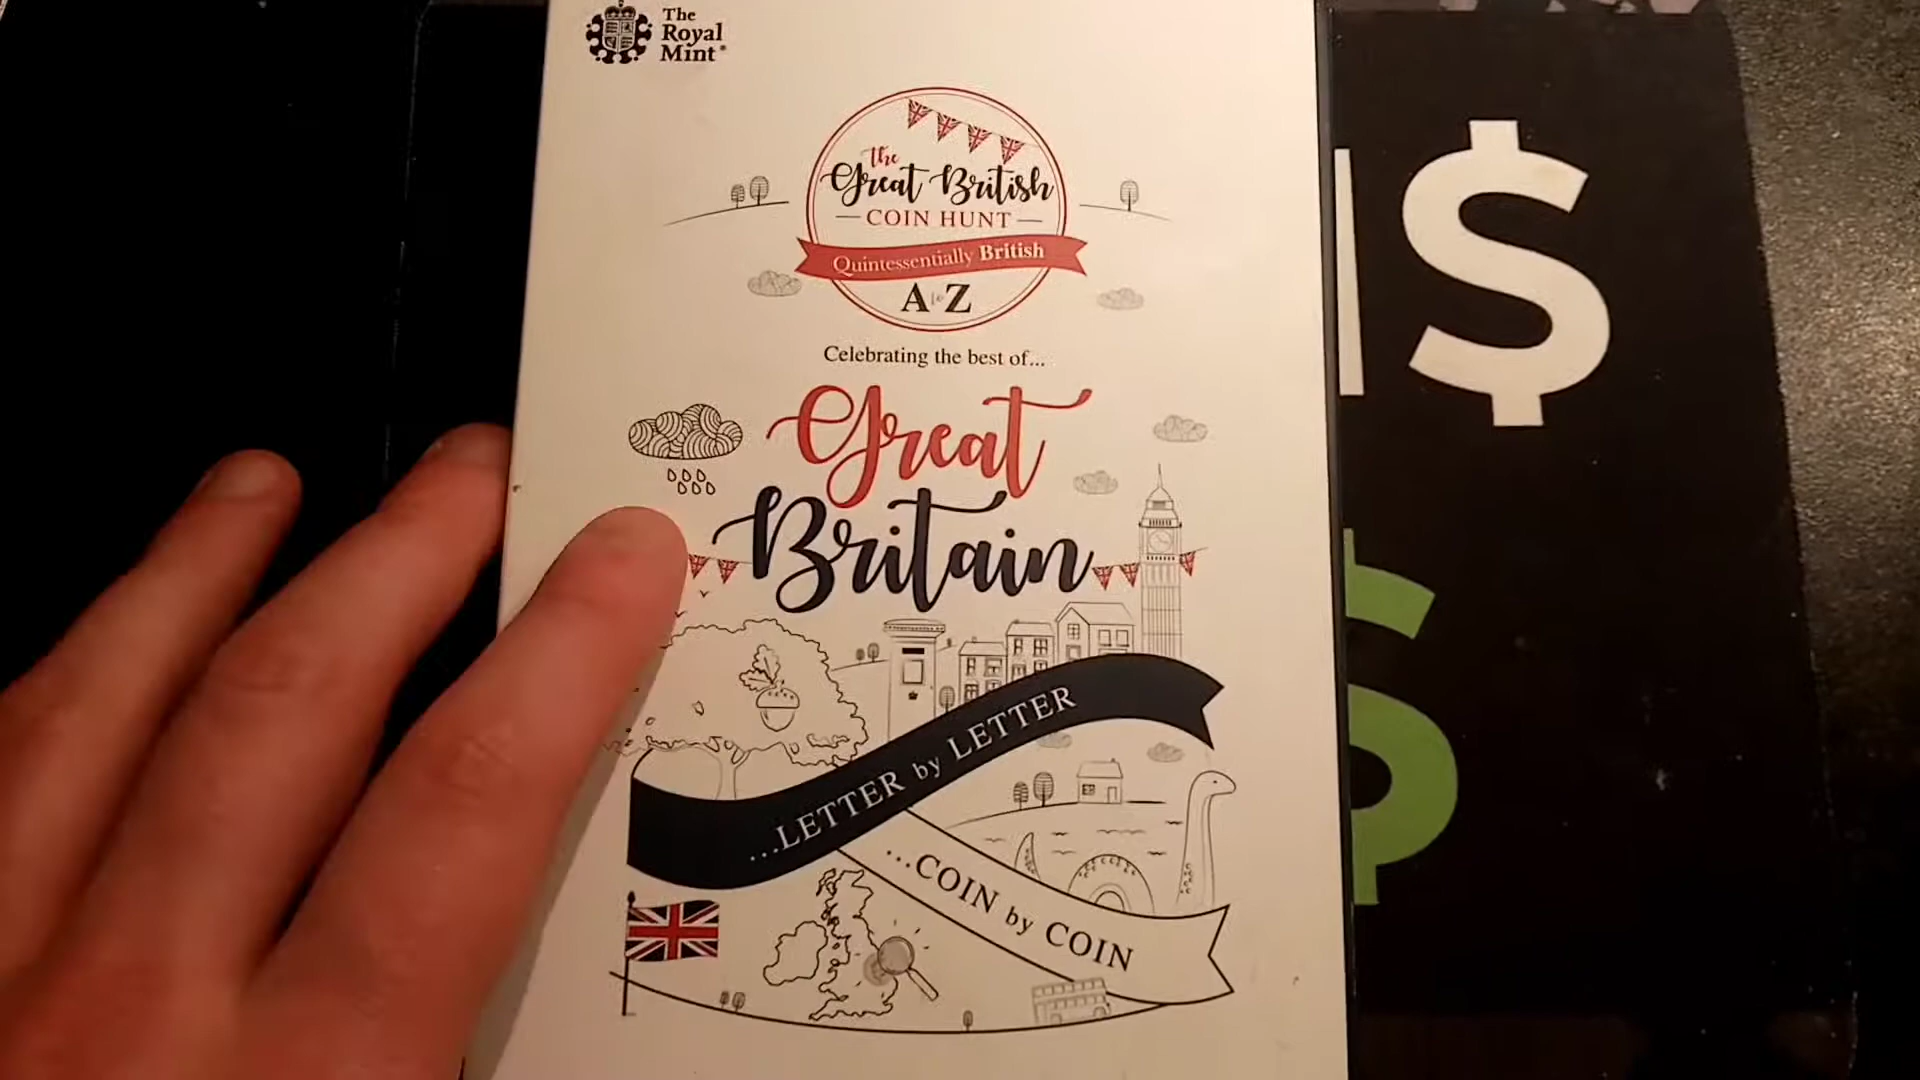 The
Royal
Mint®
the
Great British
COIN HUNT
Quintessentially British
A to Z
Celebrating the best of...
Great
Britain
...LETTER by LETTER
...COIN by COIN
$
$